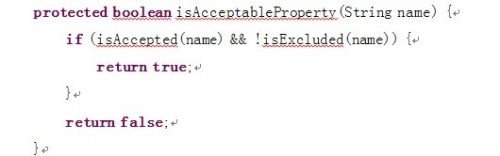 protected boolean isAcceptableProperty(String name) {
if (isAccepted(name) && !isExcluded(name)) {
return true;
}
return false;
}